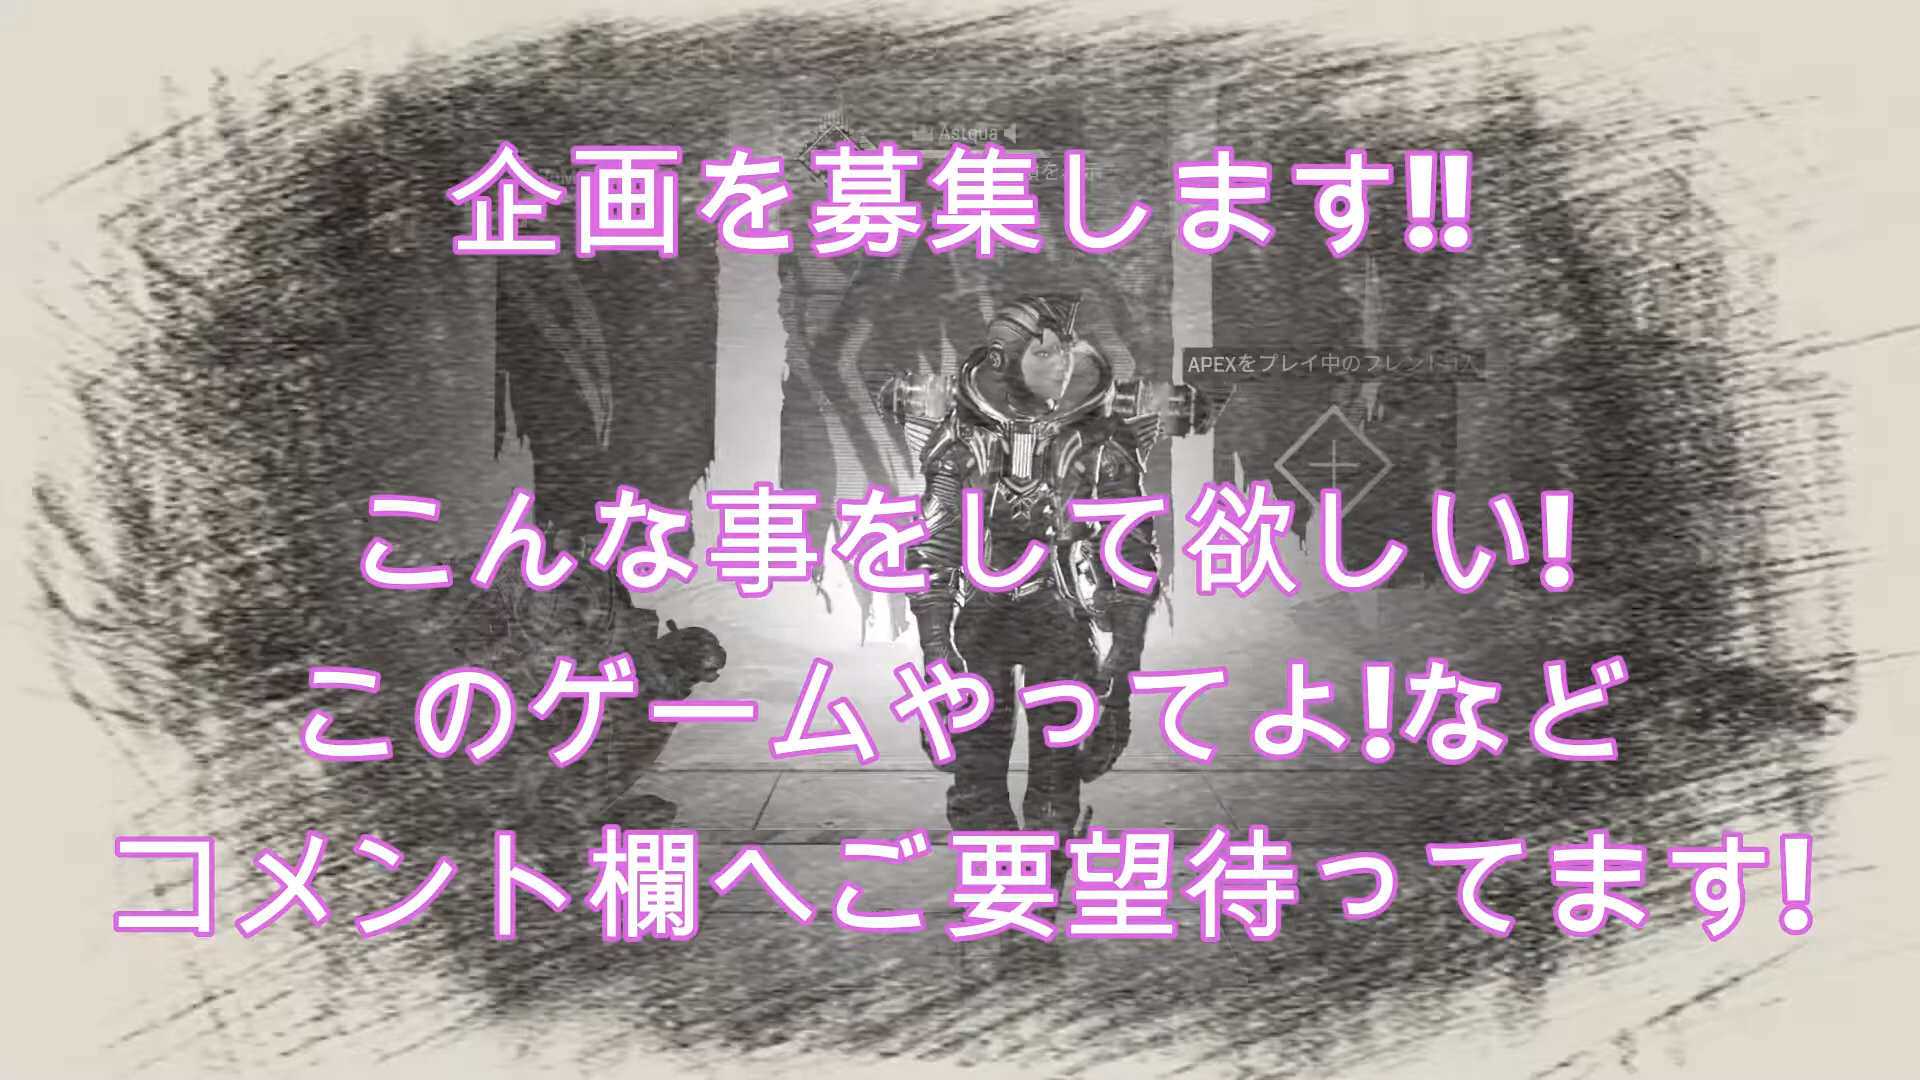 Astqua
企画を募集します!!
APEXをプレイ中のフレンド
こんな事をして欲しい!
このゲームやってよ!など
コメント欄へご要望待ってます!